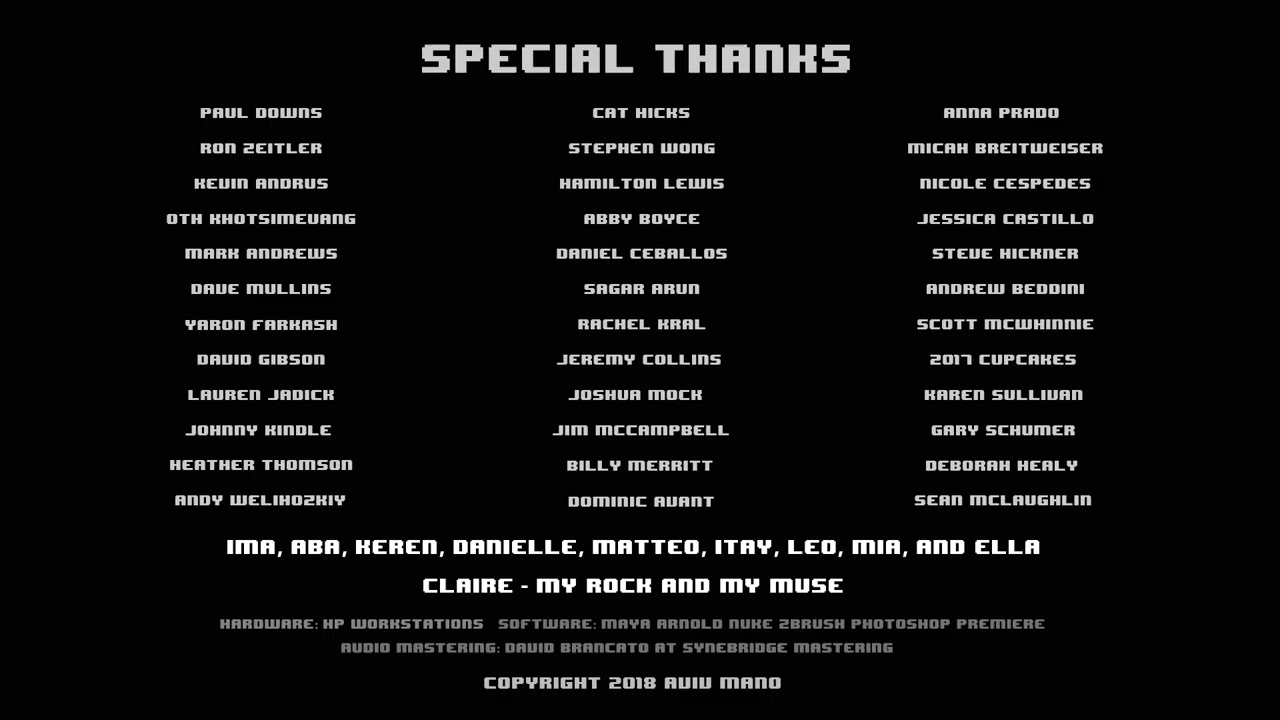 SPECIAL THANKS
PAUL DOWNS CAT HICKS ANNA PRADO
RON ZEITLER STEPHEN WONG MICAH BREITWEISER
KEVIN ANDRUS HAMILTON LEWIS NICOLE CESPEDES
OTH KHOTSIMEUANG ABBY BOYCE JESSICA CASTILLO
MARK ANDREWS DANIEL CEBALLOS STEVE HICKNER
DAVE MULLINS SAGAR ARUN ANDREW BEDDINI
YARON FARKASH RACHEL KRAL SCOTT MCWHINNIE
DAVID GIBSON JEREMY COLLINS 2017 CUPCAKES
LAUREN JADICK JOSHUA MOCK KAREN SULLIVAN
JOHNNY KINDLE JIM MCCAMPBELL GARY SCHUMER
HEATHER THOMSON BILLY MERRITT DEBORAH HEALY
ANDY WELIHOZKIY DOMINIC AVANT SEAN MCLAUGHLIN
IMA, ABA, KEREN, DANIELLE, MATTEO, ITAY, LEO, MIA, AND ELLA
CLAIRE - MY ROCK AND MY MUSE
HARDWARE: HP WORKSTATIONS SOFTWARE: MAYA ARNOLD NUKE ZBRUSH PHOTOSHOP PREMIERE
AUDIO MASTERING: DAVID BRANCATO AT SYNEBRIDGE MASTERING
COPYRIGHT 2018 AVIV MANO